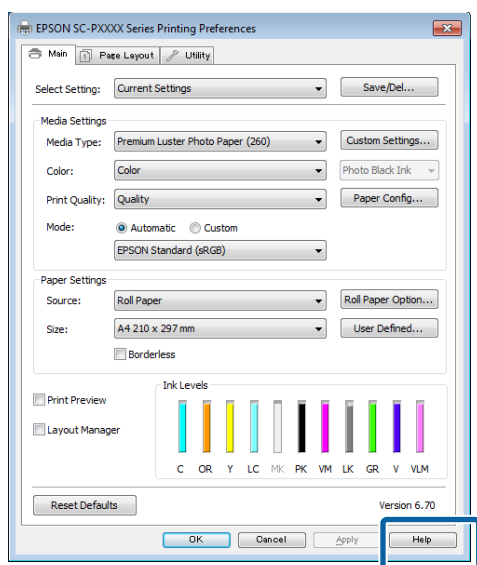 EPSON SC-PXXXX Series Printing Preferences
Main Page Layout Utility
Select Setting: Current Settings Save/Del...
Media Settings
Media Type: Premium Luster Photo Paper (260) Custom Settings...
Color: Color Photo Black Ink
Print Quality: Quality Paper Config...
Mode: Automatic Custom
EPSON Standard (sRGB)
Paper Settings
Source: Roll Paper Roll Paper Option...
Size: A4 210 x 297 mm User Defined...
Borderless
Ink Levels
Print Preview
Layout Manager
C OR Y LC MK PK VM LK GR V VLM
Reset Defaults Version 6.70
OK Cancel Apply Help